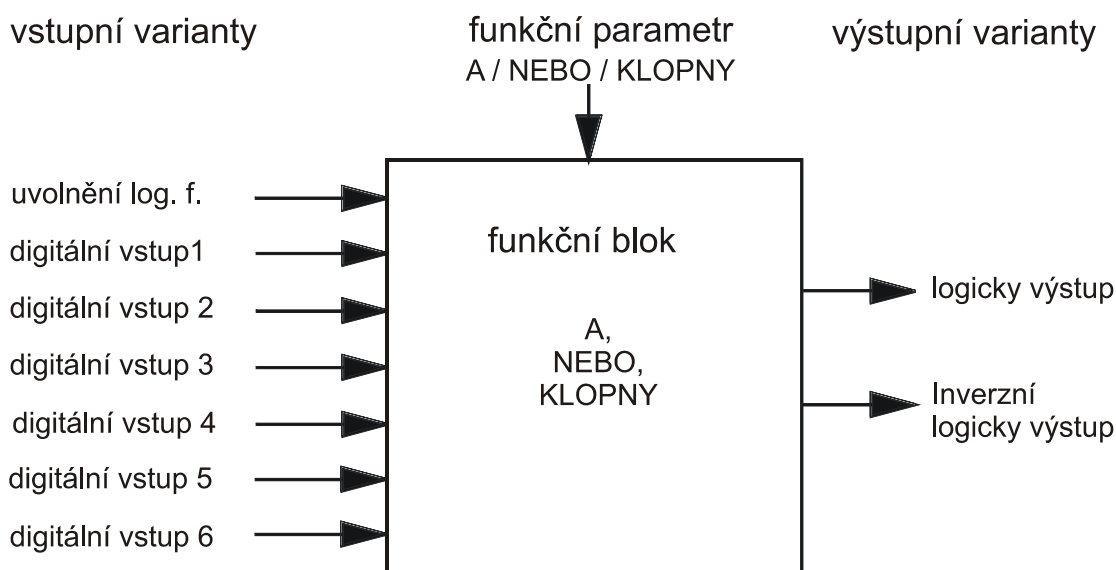 vstupní varianty
funkční parametr
A / NEBO / KLOPNY
výstupní varianty
uvolnění log. f.
digitální vstup1
digitální vstup 2
digitální vstup 3
digitální vstup 4
digitální vstup 5
digitální vstup 6
funkční blok
A,
NEBO,
KLOPNY
logicky výstup
Inverzní
logicky výstup